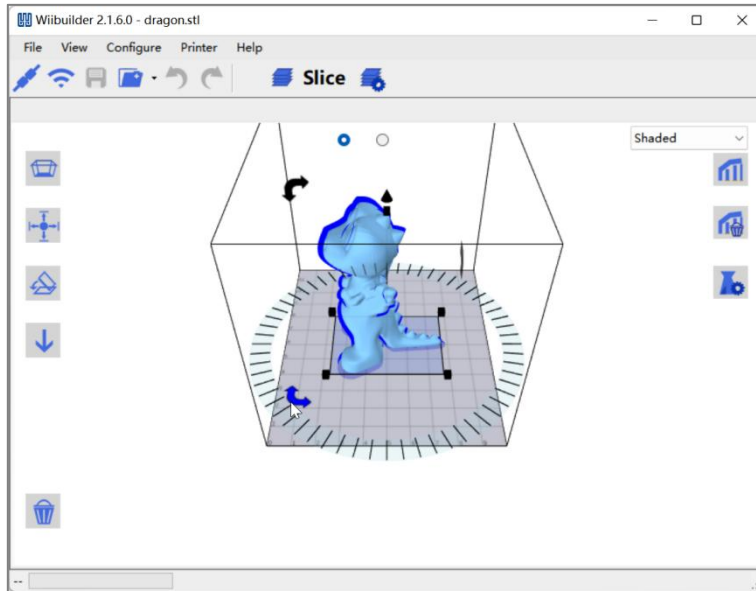 Wiibuilder 2.1.6.0 - dragon.stl
File View Configure Printer Help
Slice
Shaded
--